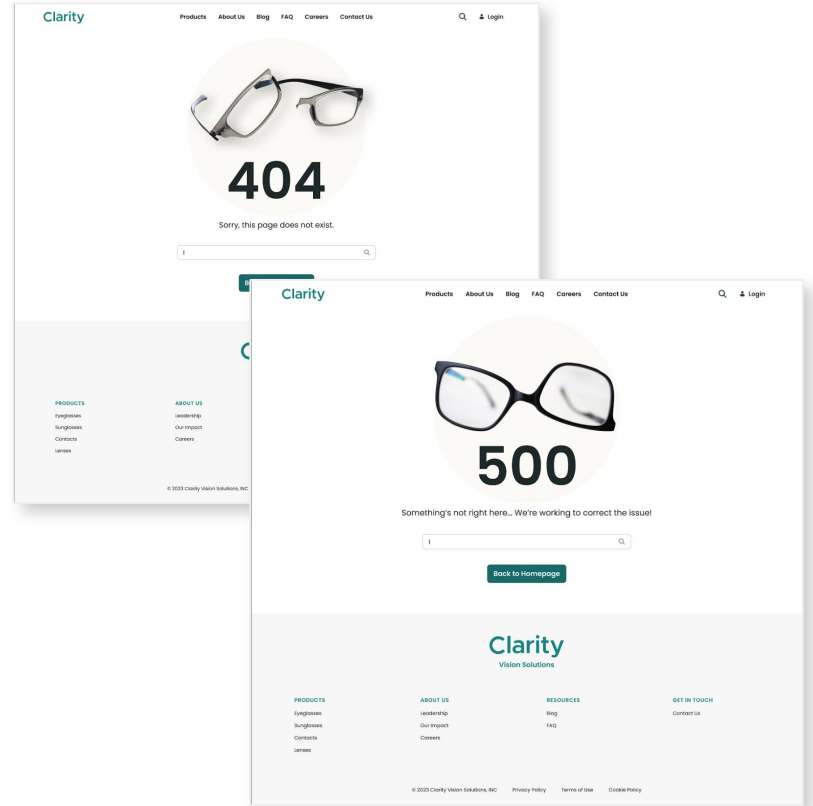 Clarity
Products About Us Blog FAQ Careers Contact Us Login
404
Sorry, this page does not exist.
B
C
PRODUCTS ABOUT US
Eyeglasses Leadership
Sunglasses Our Impact
Contacts Careers
Lenses
© 2023 Clarity Vision Solutions, INC
Clarity
Products About Us Blog FAQ Careers Contact Us Login
500
Something's not right here... We're working to correct the issue!
Back to Homepage
Clarity
Vision Solutions
PRODUCTS ABOUT US RESOURCES GET IN TOUCH
Eyeglasses Leadership Blog Contact Us
Sunglasses Our Impact FAQ
Contacts Careers
Lenses
© 2023 Clarity Vision Solutions, INC Privacy Policy Terms of Use Cookie Policy